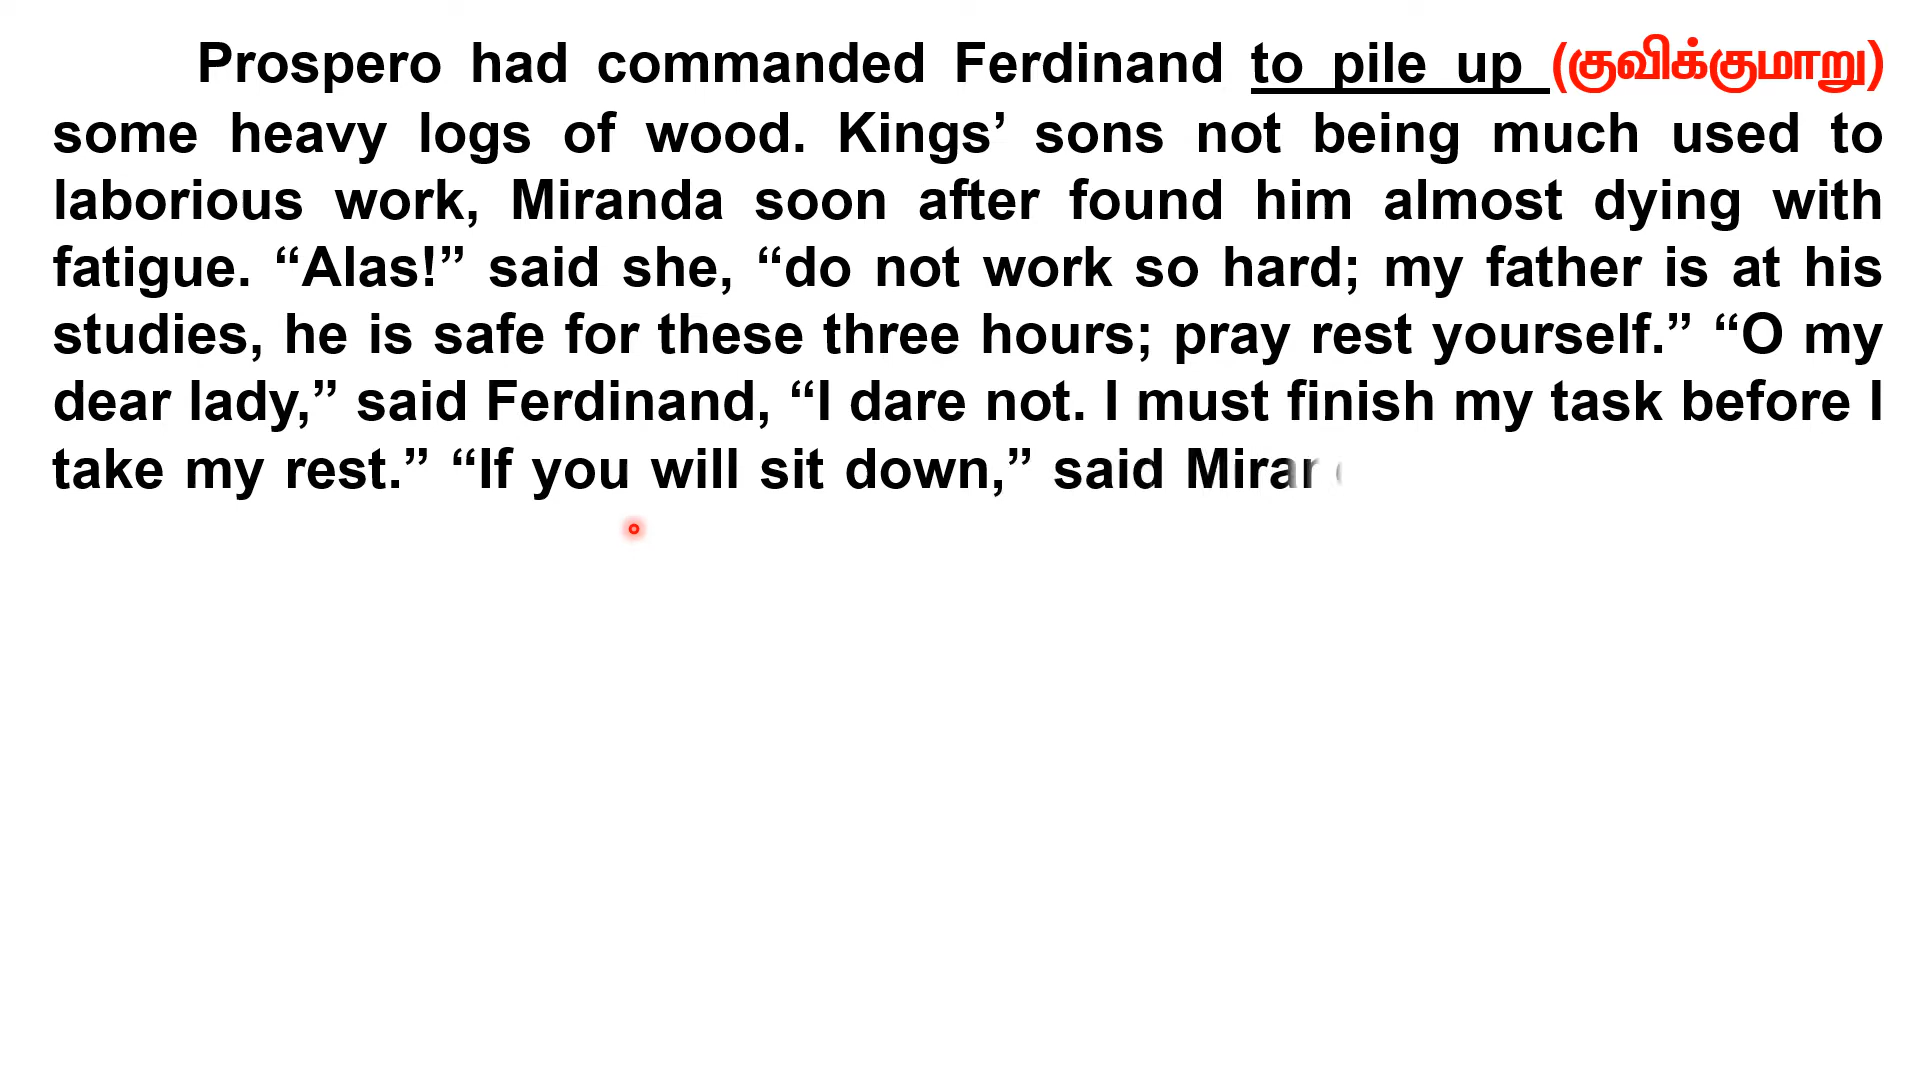 Prospero had commanded Ferdinand to pile up (குவிக்குமாறு)
some heavy logs of wood. Kings’ sons not being much used to
laborious work, Miranda soon after found him almost dying with
fatigue. “Alas!” said she, “do not work so hard; my father is at his
studies, he is safe for these three hours; pray rest yourself.” “O my
dear lady,” said Ferdinand, “I dare not. I must finish my task before I
take my rest.” “If you will sit down,” said